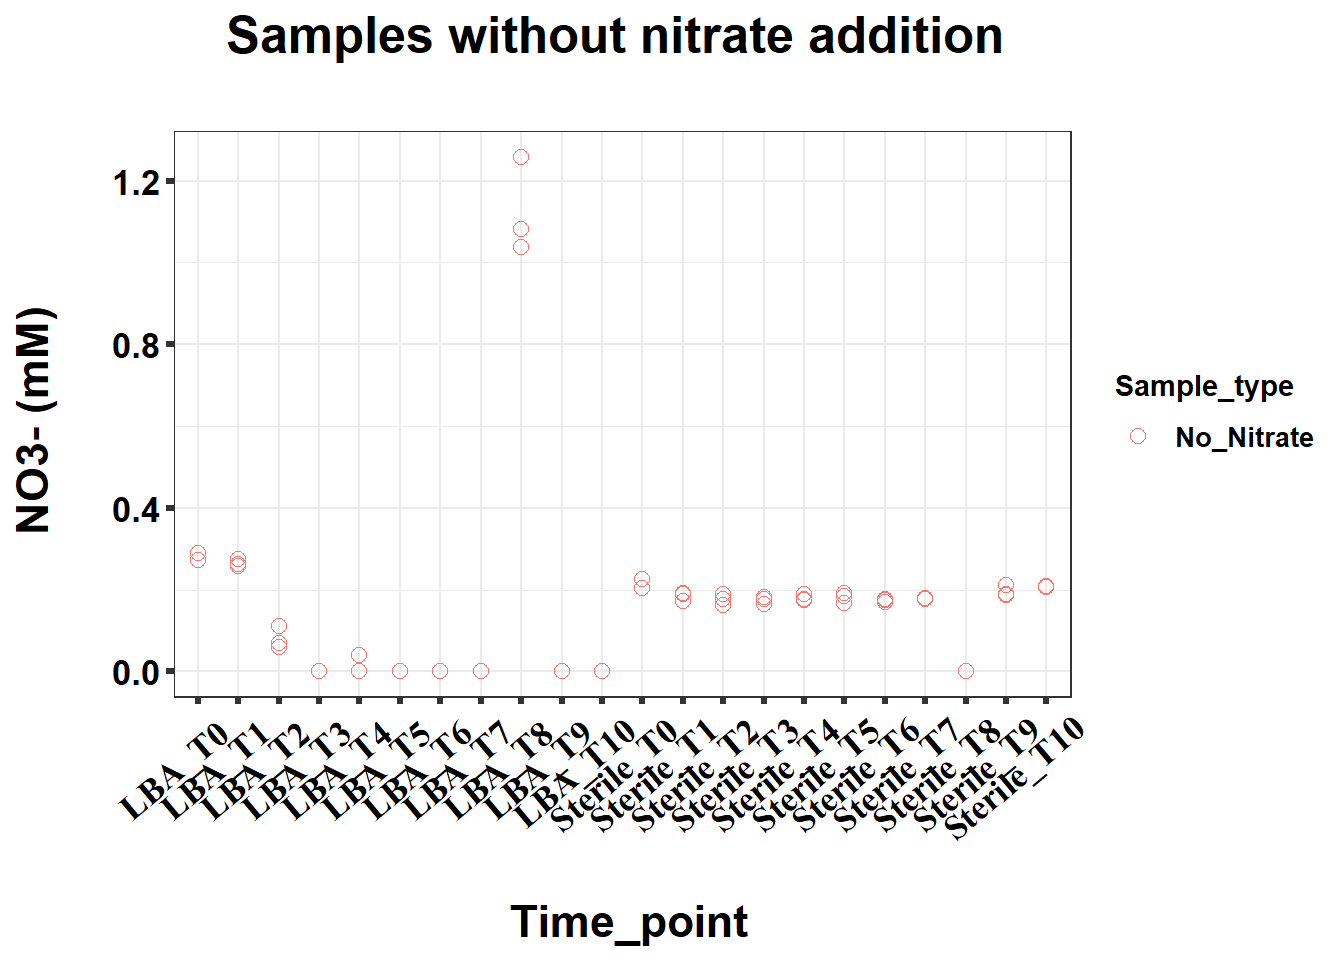 Samples without nitrate addition
NO3- (mM)
1.2
0.8
0.4
0.0
LBA_T0
LBA_T1
LBA_T2
LBA_T3
LBA_T4
LBA_T5
LBA_T6
LBA_T7
LBA_T8
LBA_T9
LBA_T10
Sterile_T0
Sterile_T1
Sterile_T2
Sterile_T3
Sterile_T4
Sterile_T5
Sterile_T6
Sterile_T7
Sterile_T8
Sterile_T9
Sterile_T10
Time_point
Sample_type
No_Nitrate